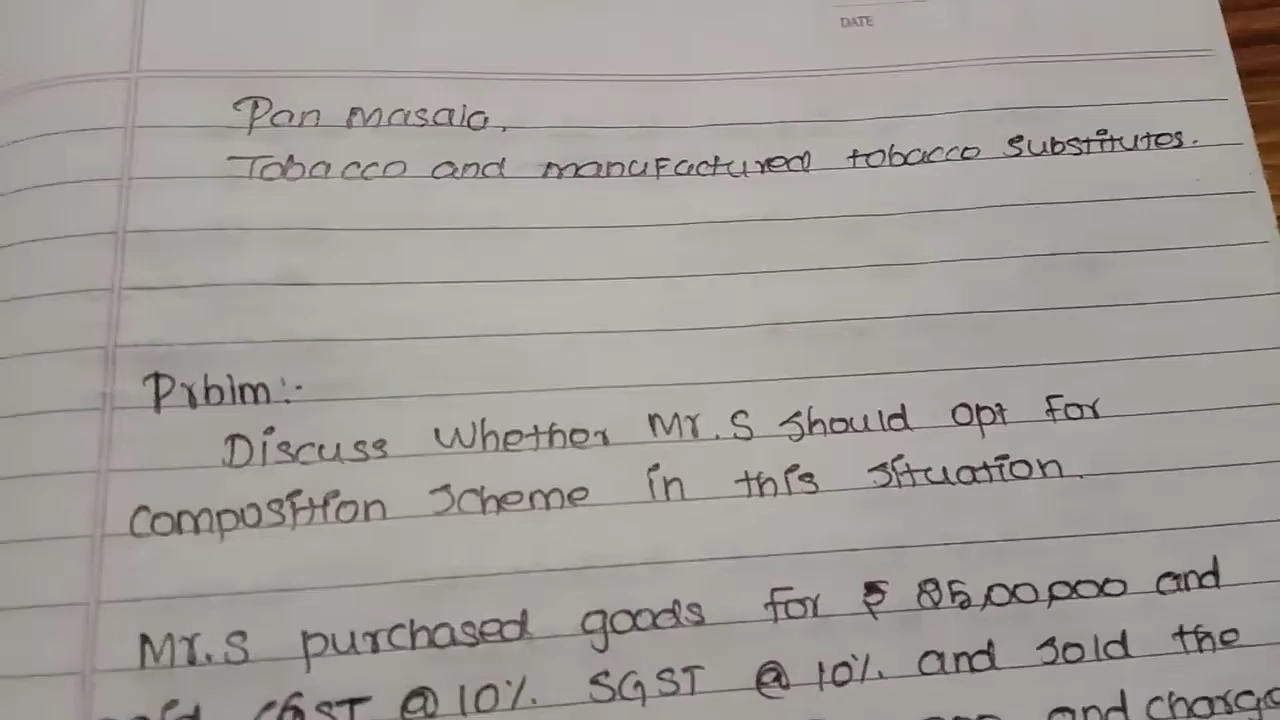 DATE
Pan masala,
Tobacco and manufactured tobacco substitutes.
Prblm:-
Discuss whether Mr.S should opt for
composition scheme in this situation.
Mr.S purchased goods for ₹ 85,00,000 and
CGST @ 10%. SGST @ 10%. and sold the
and charge